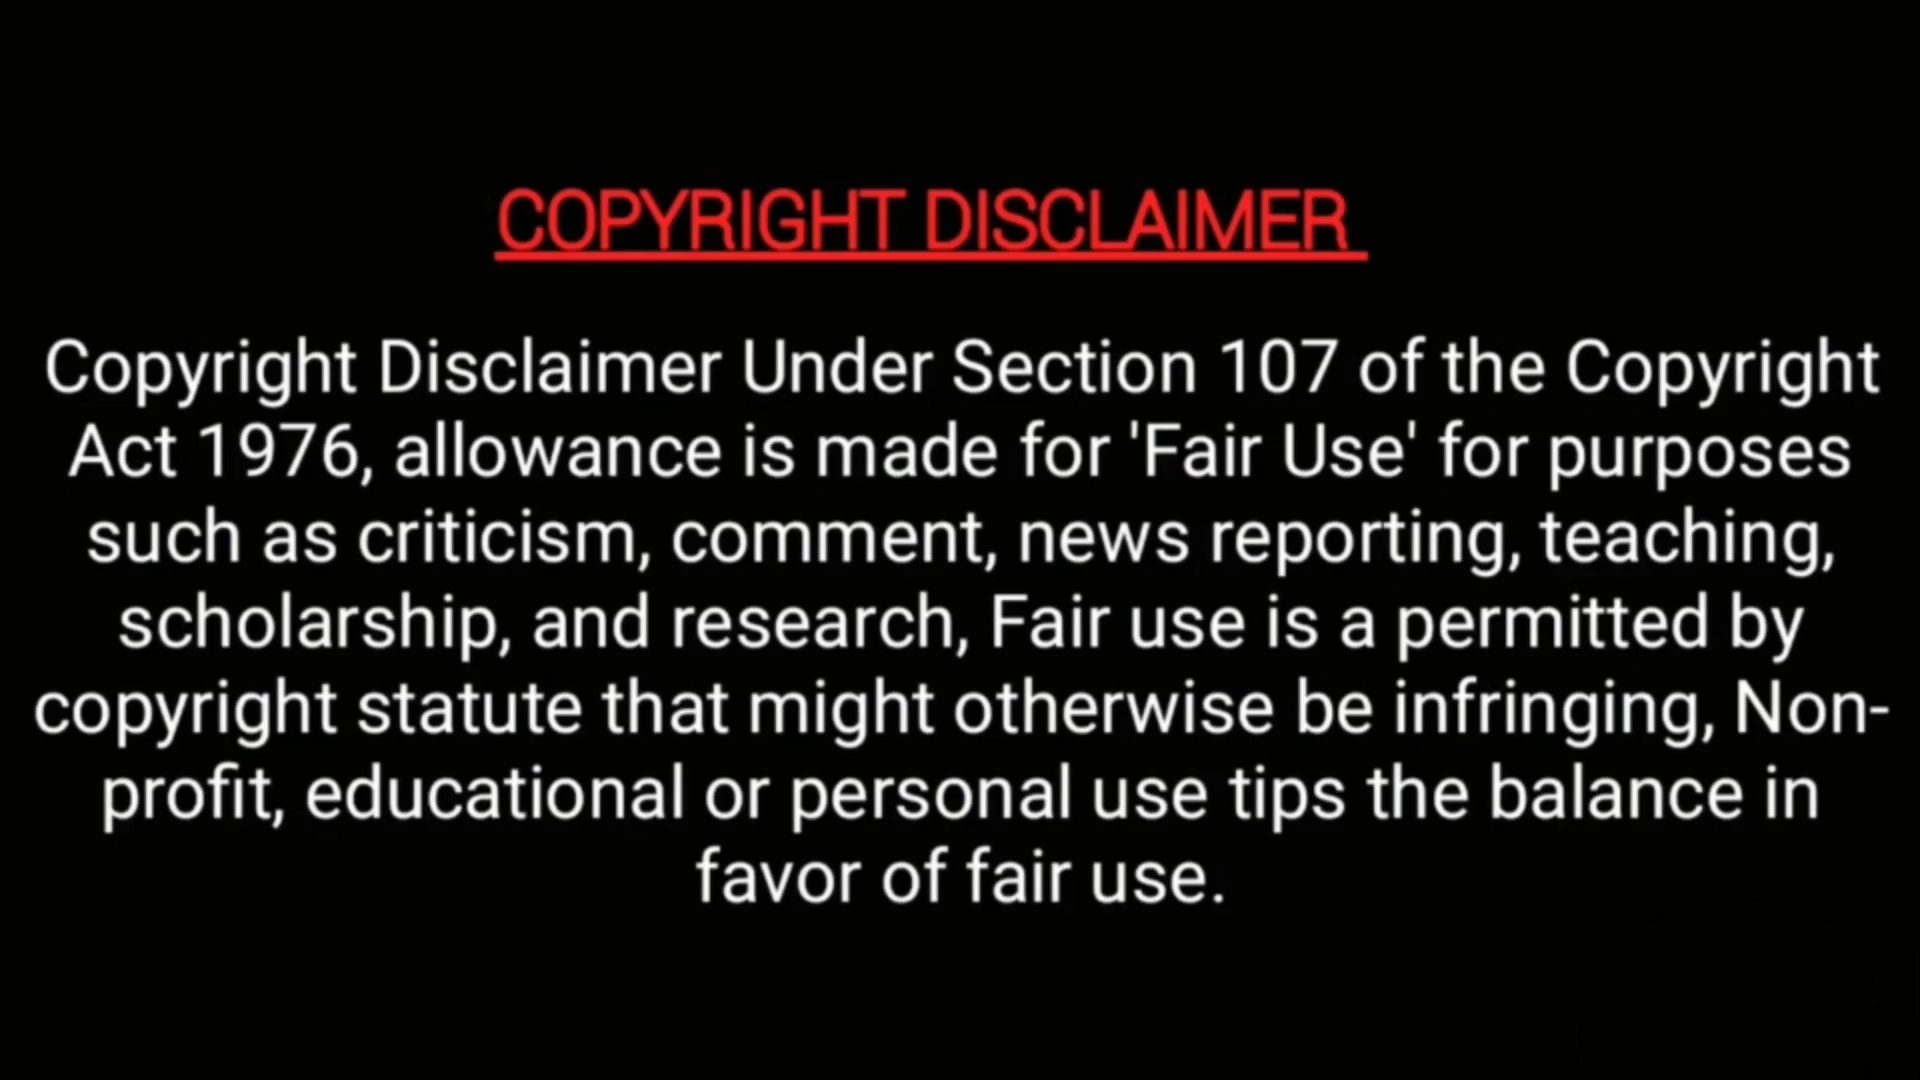 COPYRIGHT DISCLAIMER
Copyright Disclaimer Under Section 107 of the Copyright
Act 1976, allowance is made for 'Fair Use' for purposes
such as criticism, comment, news reporting, teaching,
scholarship, and research, Fair use is a permitted by
copyright statute that might otherwise be infringing, Non-
profit, educational or personal use tips the balance in
favor of fair use.